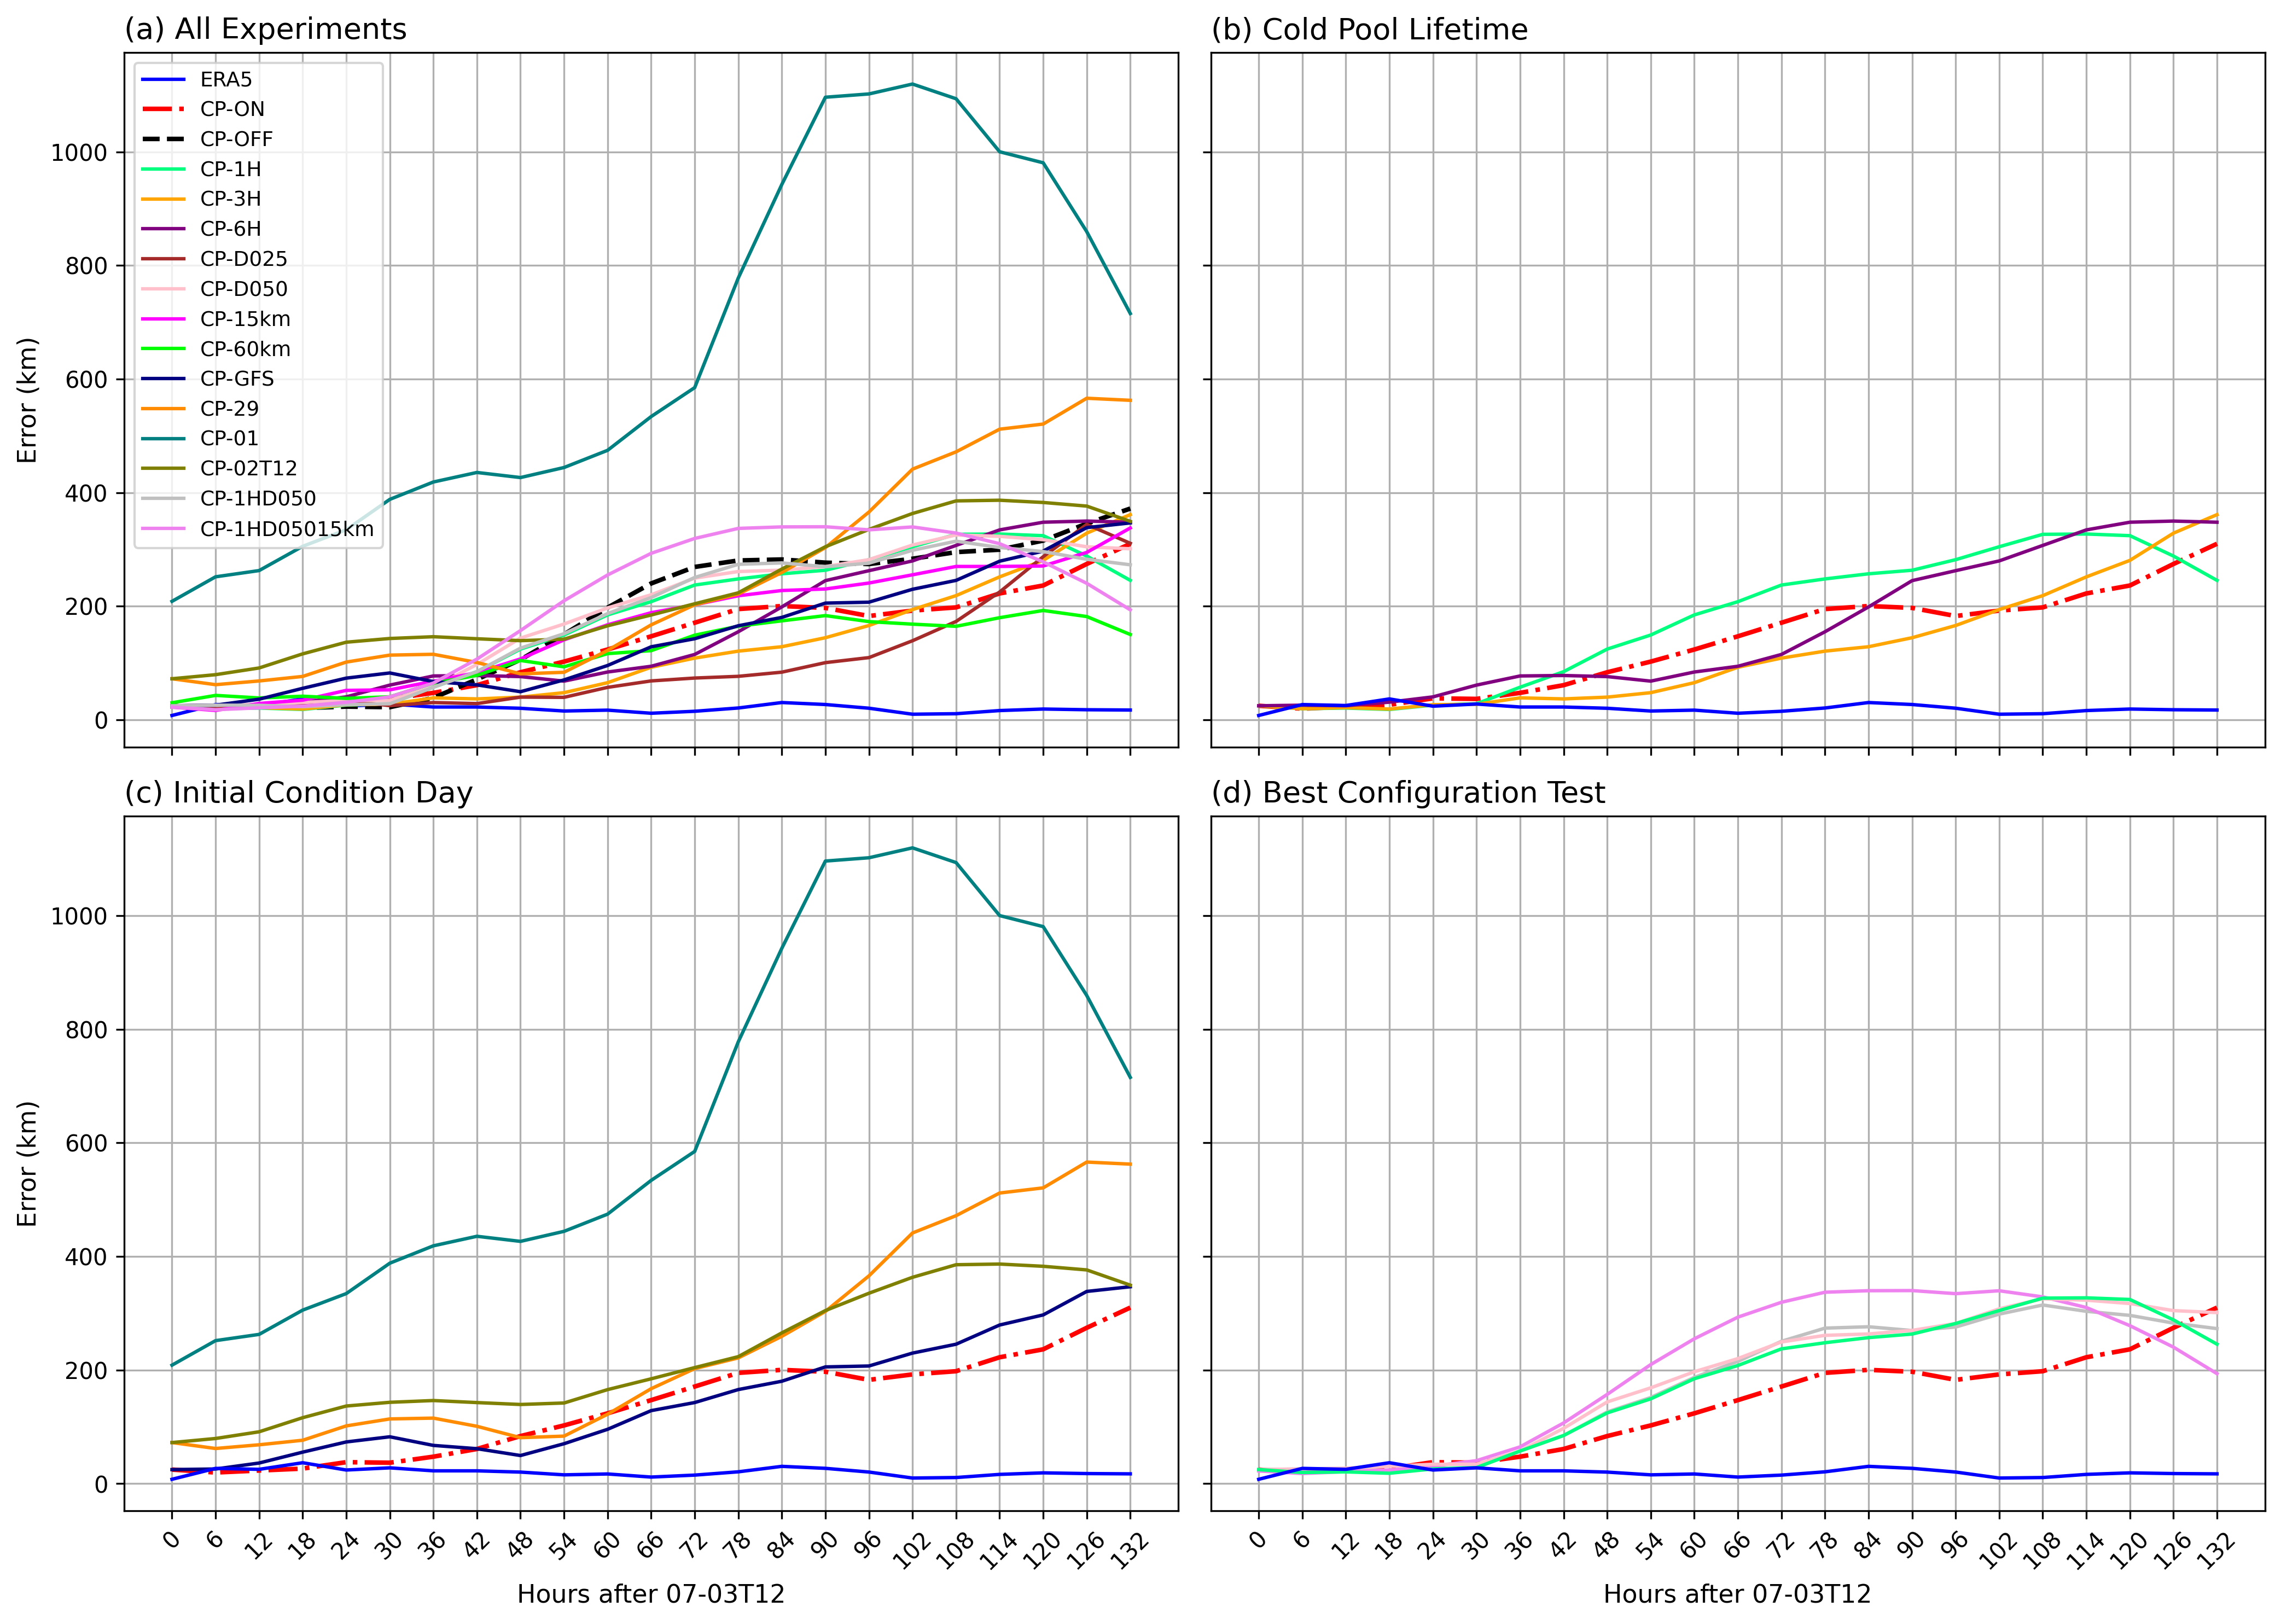 (a) All Experiments
(b) Cold Pool Lifetime
ERA5
CP-ON
CP-OFF
CP-1H
CP-3H
CP-6H
CP-D025
CP-D050
CP-15km
CP-60km
CP-GFS
CP-29
CP-01
CP-02T12
CP-1HD050
CP-1HD05015km
1000
800
600
400
200
0
Error (km)
(c) Initial Condition Day
(d) Best Configuration Test
1000
800
600
400
200
0
Error (km)
0 6 12 18 24 30 36 42 48 54 60 66 72 78 84 90 96 102 108 114 120 126 132
0 6 12 18 24 30 36 42 48 54 60 66 72 78 84 90 96 102 108 114 120 126 132
Hours after 07-03T12
Hours after 07-03T12